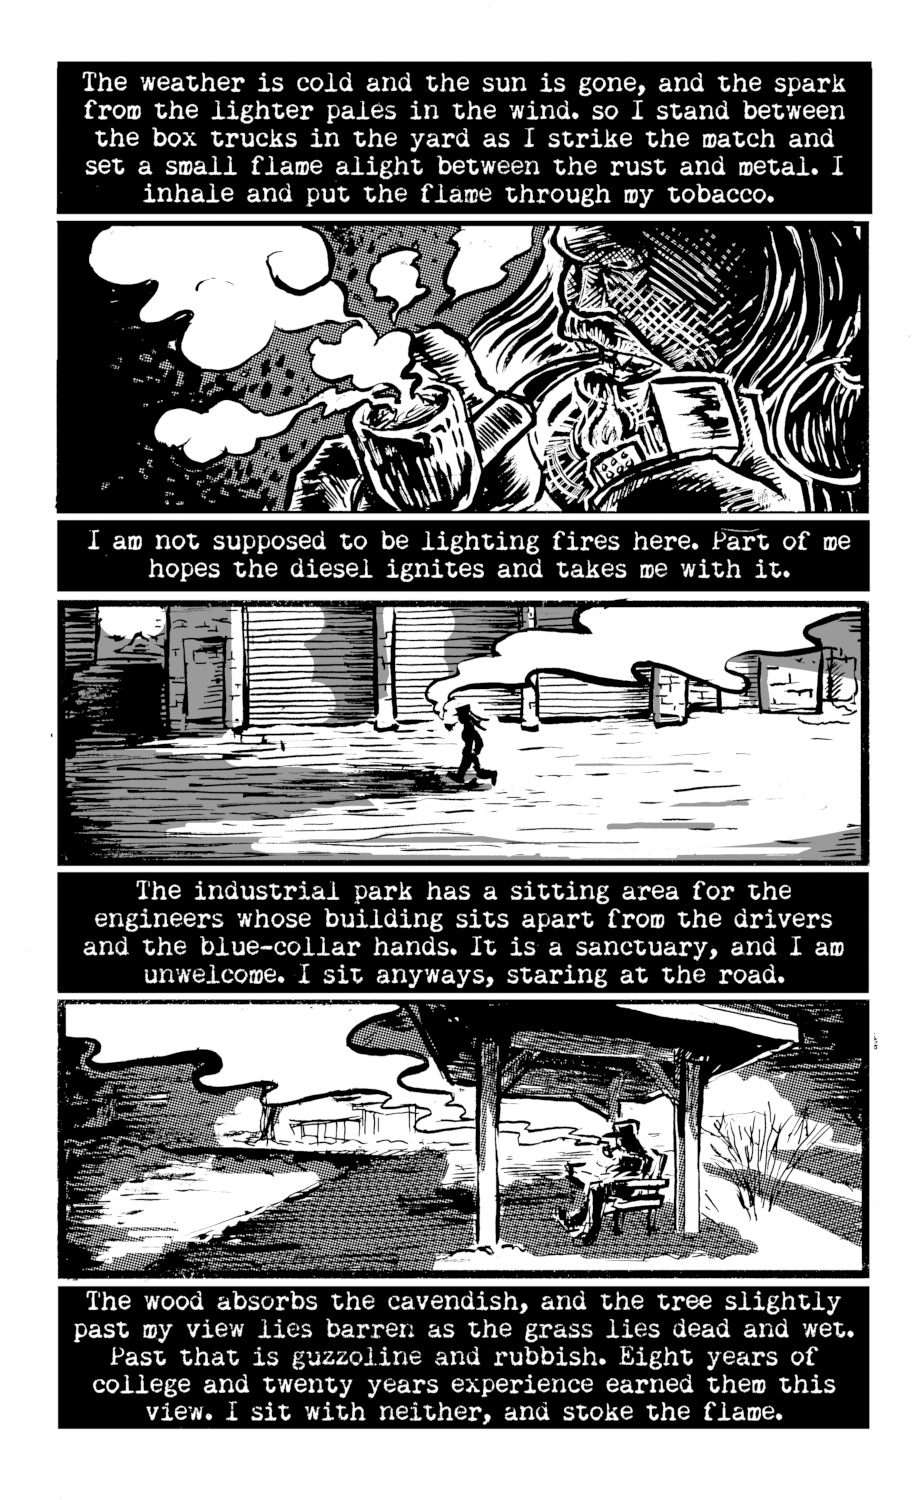 The weather is cold and the sun is gone, and the spark
from the lighter pales in the wind. so I stand between
the box trucks in the yard as I strike the match and
set a small flame alight between the rust and metal. I
inhale and put the flame through my tobacco.
I am not supposed to be lighting fires here. Part of me
hopes the diesel ignites and takes me with it.
The industrial park has a sitting area for the
engineers whose building sits apart from the drivers
and the blue-collar hands. It is a sanctuary, and I am
unwelcome. I sit anyways, staring at the road.
The wood absorbs the cavendish, and the tree slightly
past my view lies barren as the grass lies dead and wet.
Past that is guzzoline and rubbish. Eight years of
college and twenty years experience earned them this
view. I sit with neither, and stoke the flame.